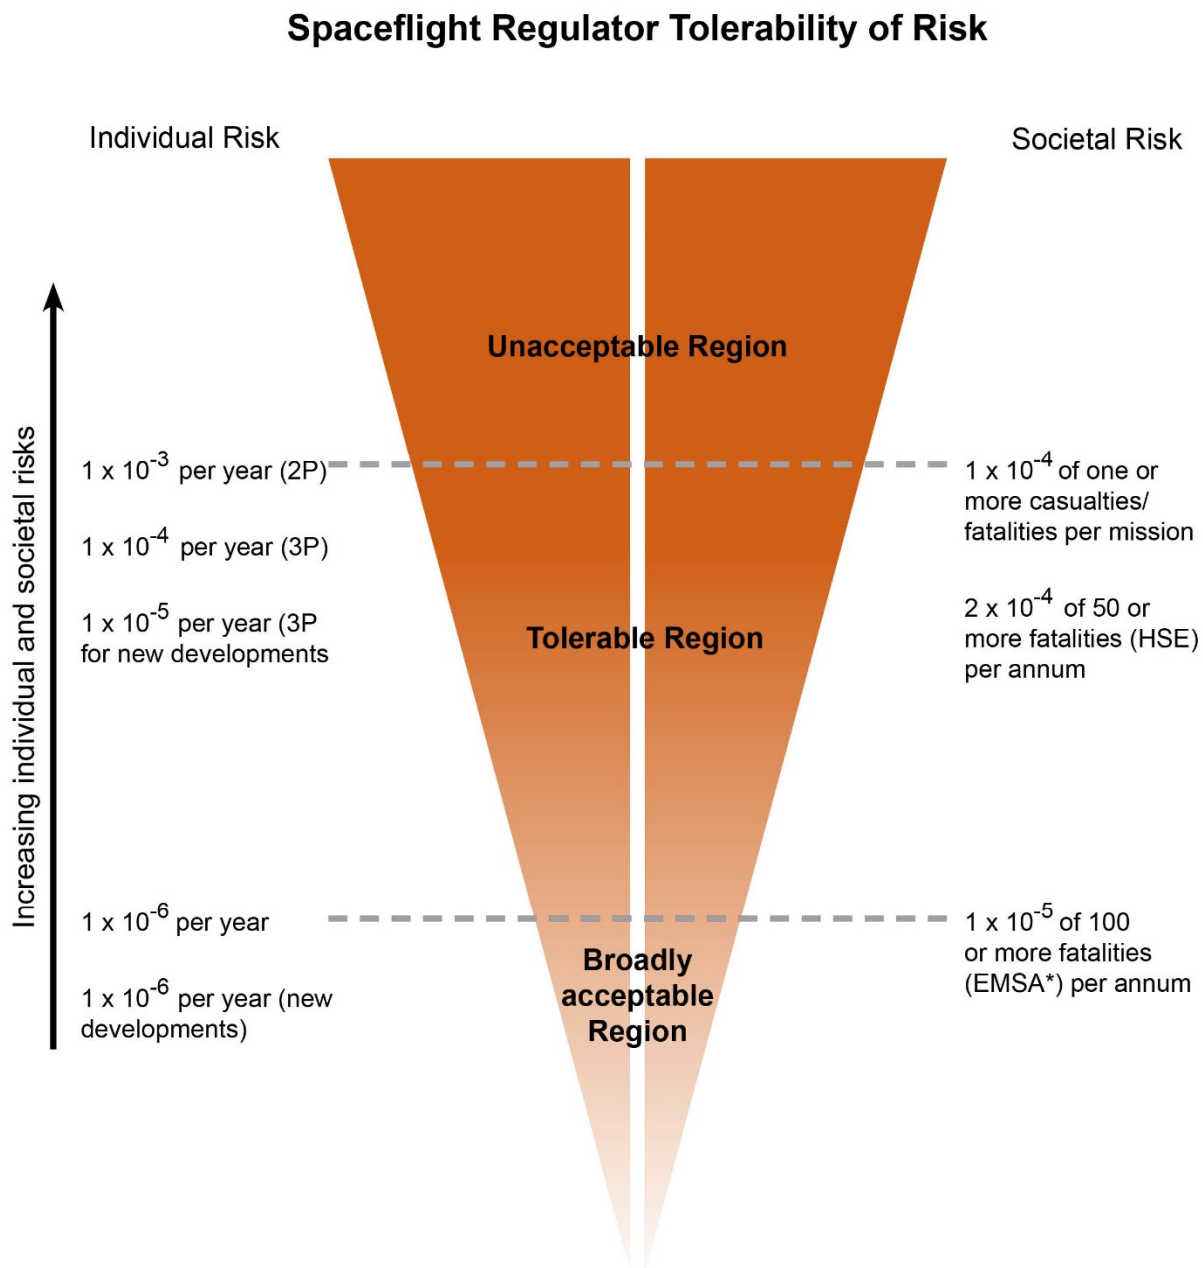 Spaceflight Regulator Tolerability of Risk
Individual Risk
Societal Risk
Increasing individual and societal risks
Unacceptable Region
1 x 10⁻³ per year (2P)
1 x 10⁻⁴ per year (3P)
1 x 10⁻⁵ per year (3P
for new developments
Tolerable Region
1 x 10⁻⁴ of one or
more casualties/
fatalities per mission
2 x 10⁻⁴ of 50 or
more fatalities (HSE)
per annum
1 x 10⁻⁶ per year
1 x 10⁻⁶ per year (new
developments)
Broadly
acceptable
Region
1 x 10⁻⁵ of 100
or more fatalities
(EMSA*) per annum